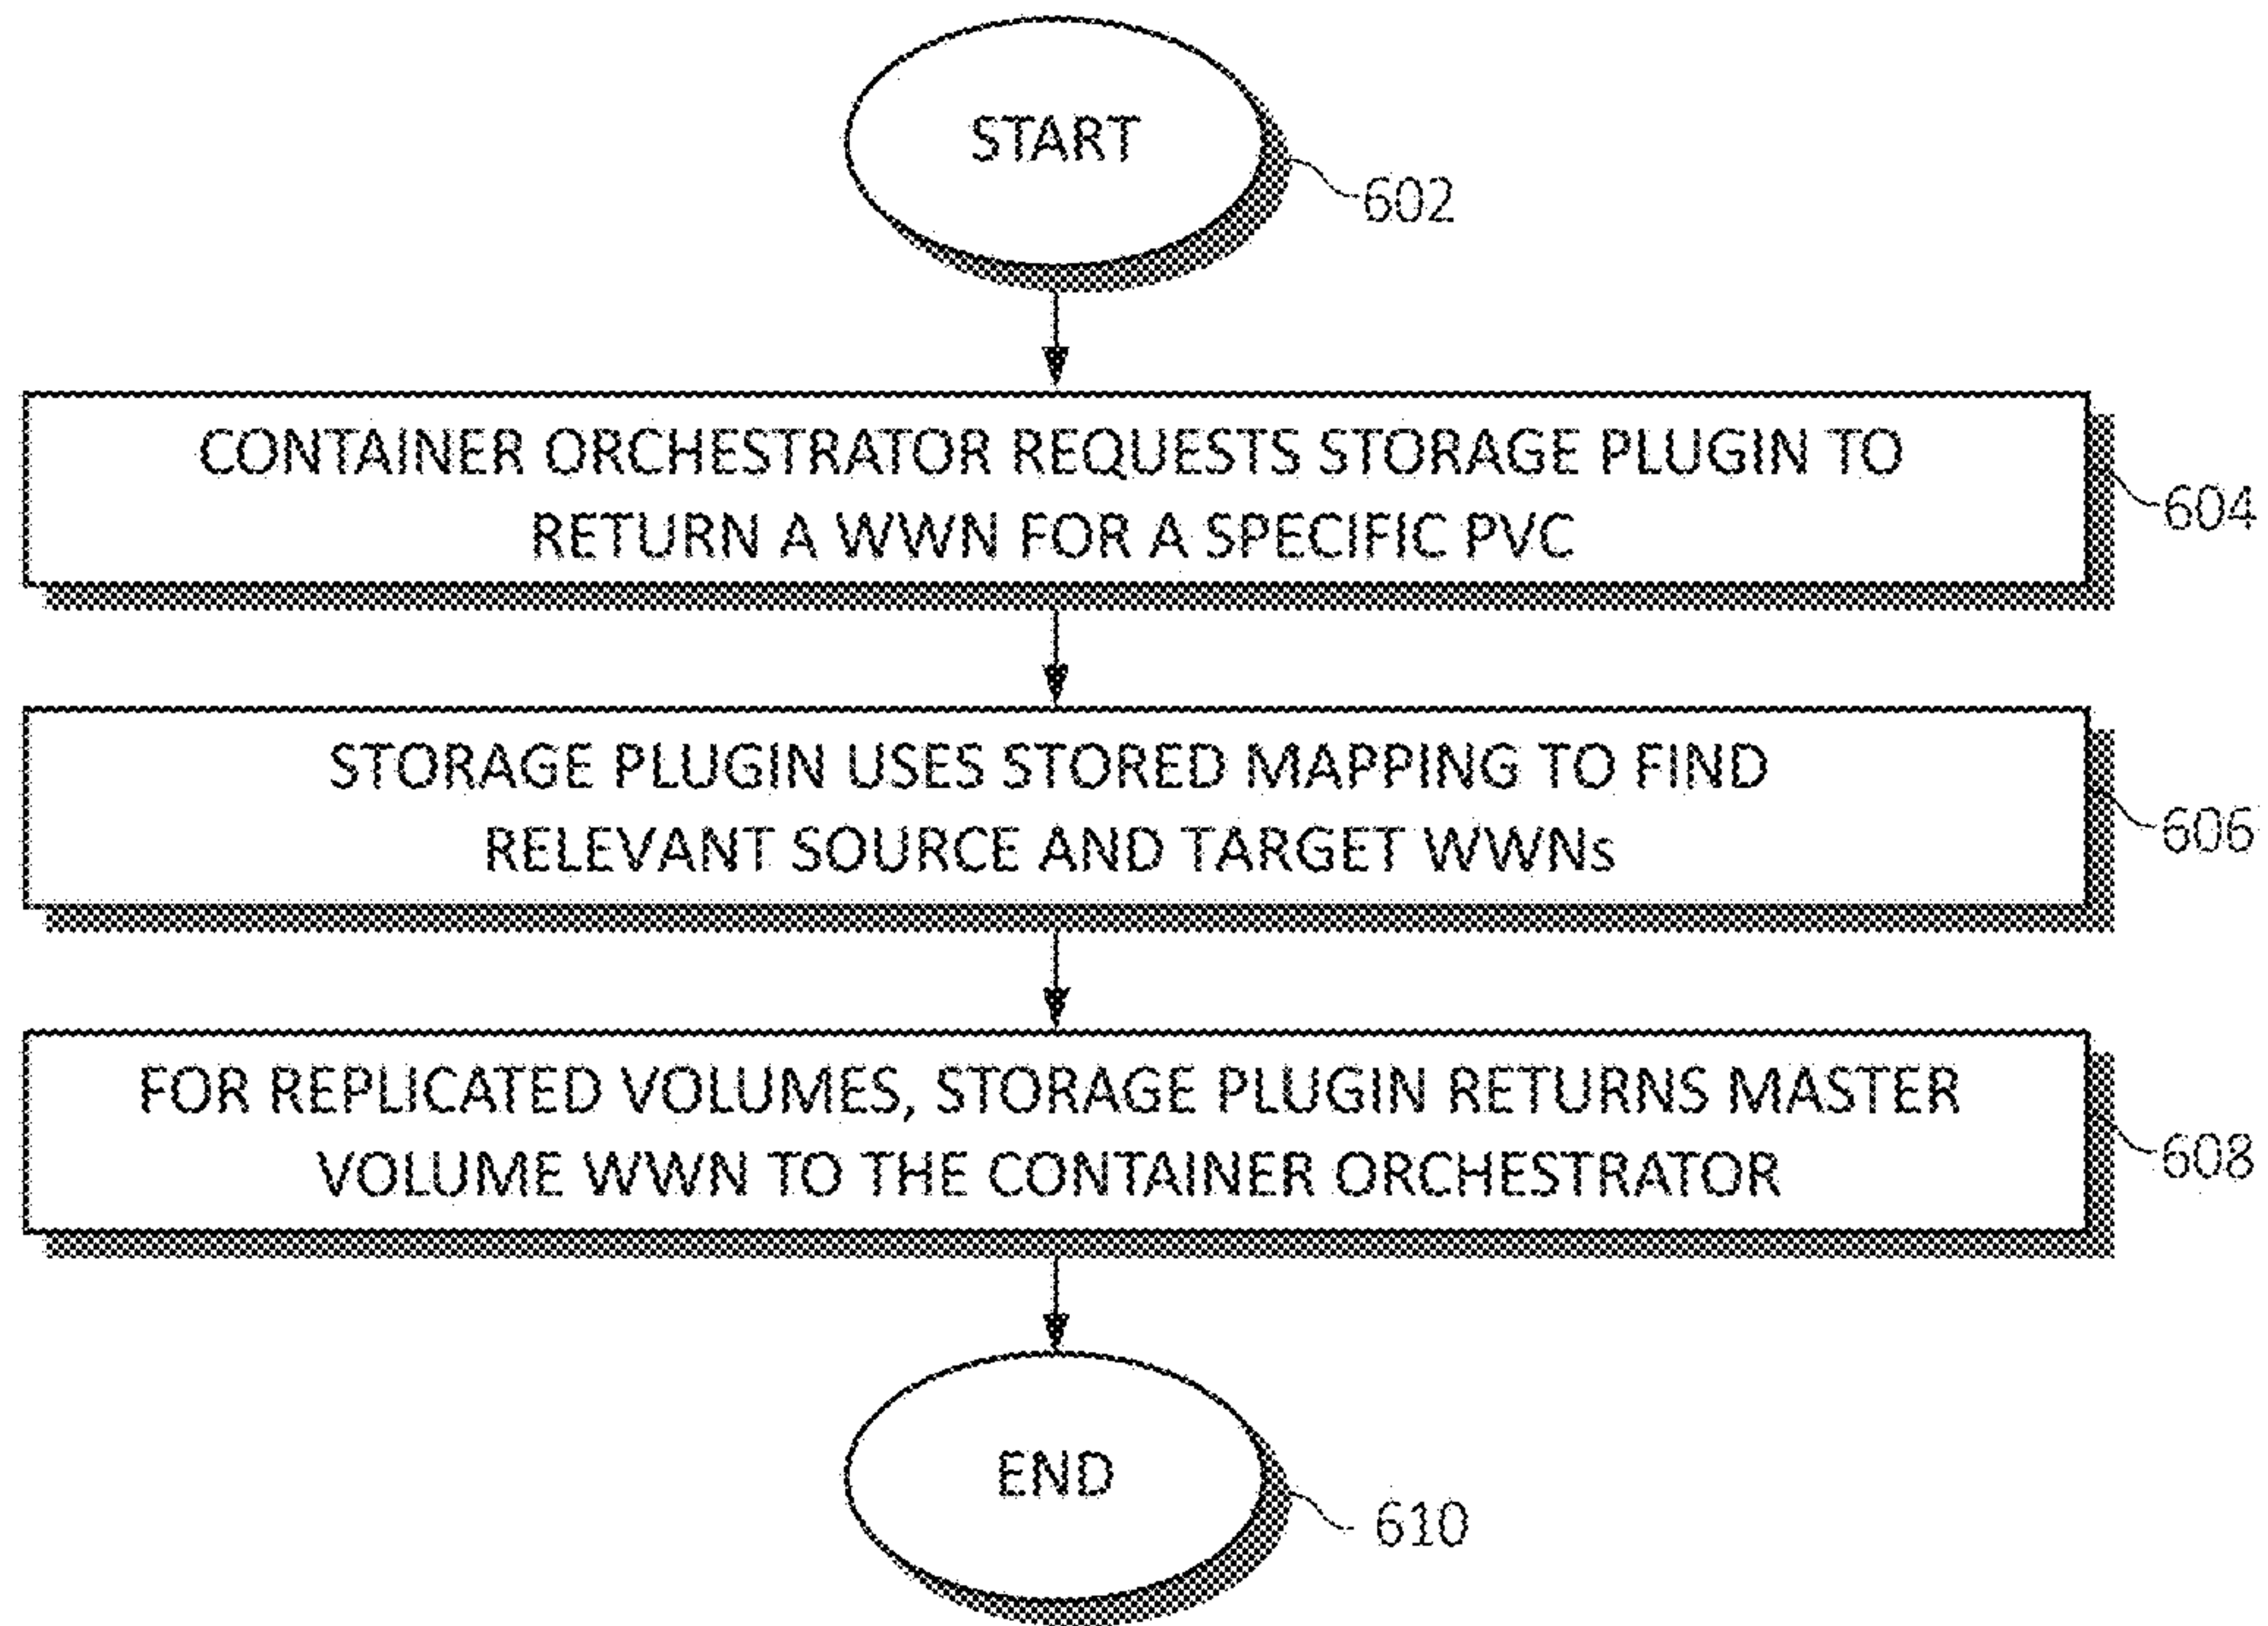 START
602
CONTAINER ORCHESTRATOR REQUESTS STORAGE PLUGIN TO
RETURN A WWN FOR A SPECIFIC PVC
604
STORAGE PLUGIN USES STORED MAPPING TO FIND
RELEVANT SOURCE AND TARGET WWNs
606
FOR REPLICATED VOLUMES, STORAGE PLUGIN RETURNS MASTER
VOLUME WWN TO THE CONTAINER ORCHESTRATOR
608
END
610